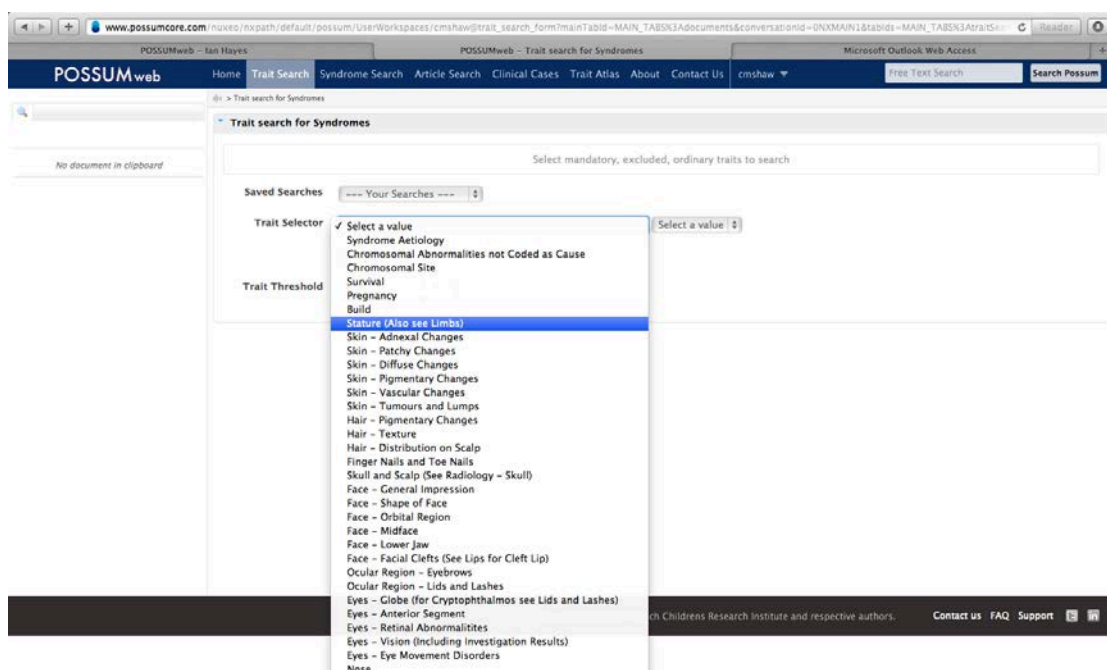 www.possumcore.com/nuxeo/nxpath/default/possum/UserWorkspaces/cmshaw@trait_search_form?mainTabId=MAIN_TABS%3Adocuments&conversationId=0NXMAIN1&tabIds=MAIN_TABS%3AtraitSe
Reader
POSSUMweb - Ian Hayes
POSSUMweb - Trait search for Syndromes
Microsoft Outlook Web Access
POSSUMweb Home Trait Search Syndrome Search Article Search Clinical Cases Trait Atlas About Contact Us cmshaw Free Text Search Search Possum
> Trait search for Syndromes
Trait search for Syndromes
No document in clipboard
Select mandatory, excluded, ordinary traits to search
Saved Searches --- Your Searches ---
Trait Selector ✓ Select a value Select a value
Syndrome Aetiology
Chromosomal Abnormalities not Coded as Cause
Chromosomal Site
Survival
Trait Threshold
Pregnancy
Build
Stature (Also see Limbs)
Skin - Adnexal Changes
Skin - Patchy Changes
Skin - Diffuse Changes
Skin - Pigmentary Changes
Skin - Vascular Changes
Skin - Tumours and Lumps
Hair - Pigmentary Changes
Hair - Texture
Hair - Distribution on Scalp
Finger Nails and Toe Nails
Skull and Scalp (See Radiology - Skull)
Face - General Impression
Face - Shape of Face
Face - Orbital Region
Face - Midface
Face - Lower Jaw
Face - Facial Clefts (See Lips for Cleft Lip)
Ocular Region - Eyebrows
Ocular Region - Lids and Lashes
Eyes - Globe (for Cryptophthalmos see Lids and Lashes)
Eyes - Anterior Segment
ch Childrens Research Institute and respective authors. Contact us FAQ Support
Eyes - Retinal Abnormalitites
Eyes - Vision (Including Investigation Results)
Eyes - Eye Movement Disorders
Nose